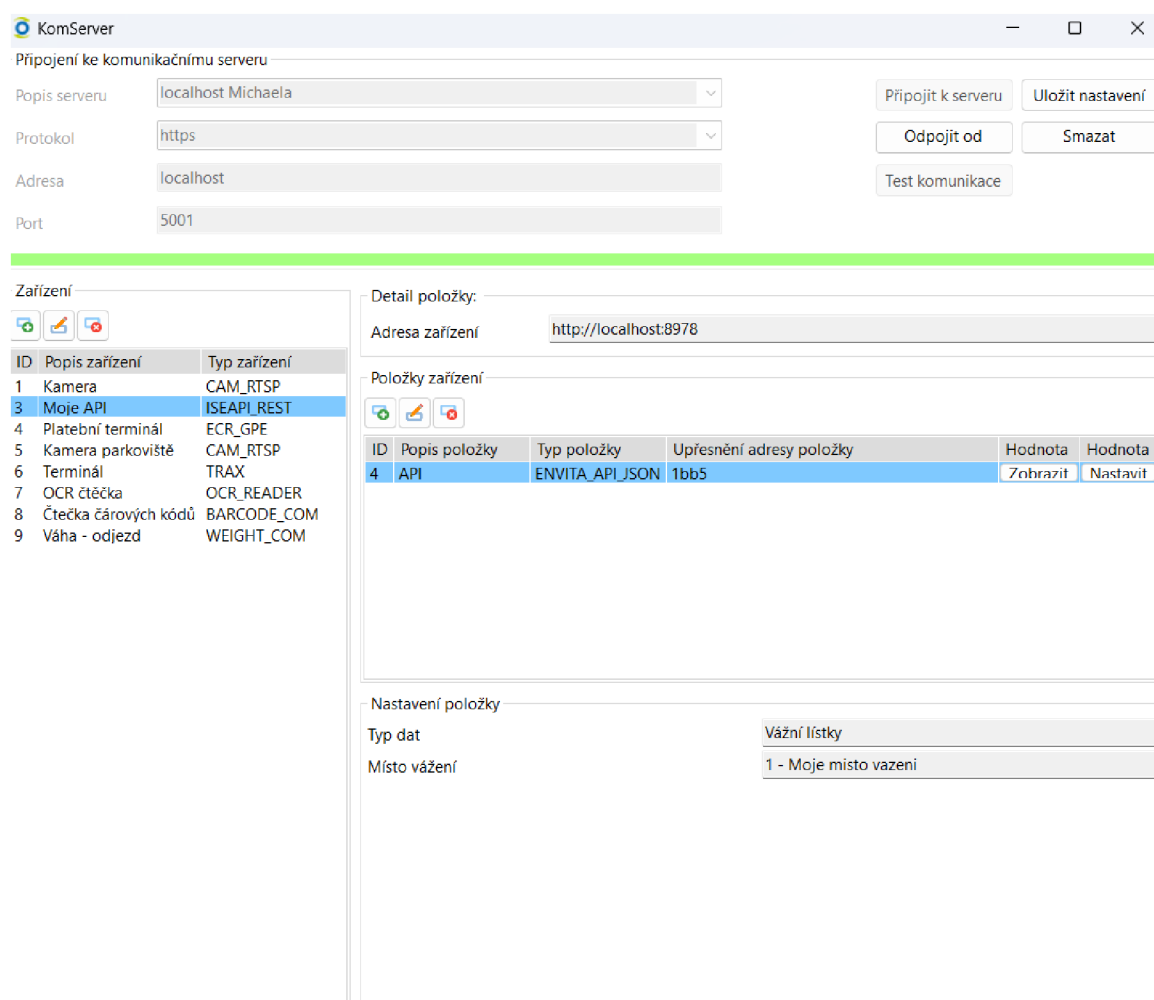 KomServer
Připojení ke komunikačnímu serveru
Popis serveru localhost Michaela Připojit k serveru Uložit nastavení
Protokol https Odpojit od Smazat
Adresa localhost Test komunikace
Port 5001
Zařízení
ID Popis zařízení Typ zařízení
1 Kamera CAM_RTSP
3 Moje API ISEAPI_REST
4 Platební terminál ECR_GPE
5 Kamera parkoviště CAM_RTSP
6 Terminál TRAX
7 OCR čtěčka OCR_READER
8 Čtečka čárových kódů BARCODE_COM
9 Váha - odjezd WEIGHT_COM
Detail položky:
Adresa zařízení http://localhost:8978
Položky zařízení
ID Popis položky Typ položky Upřesnění adresy položky Hodnota Hodnota
4 API ENVITA_API_JSON 1bb5 Zobrazit Nastavit
Nastavení položky
Typ dat Vážní lístky
Místo vážení 1 - Moje misto vazeni